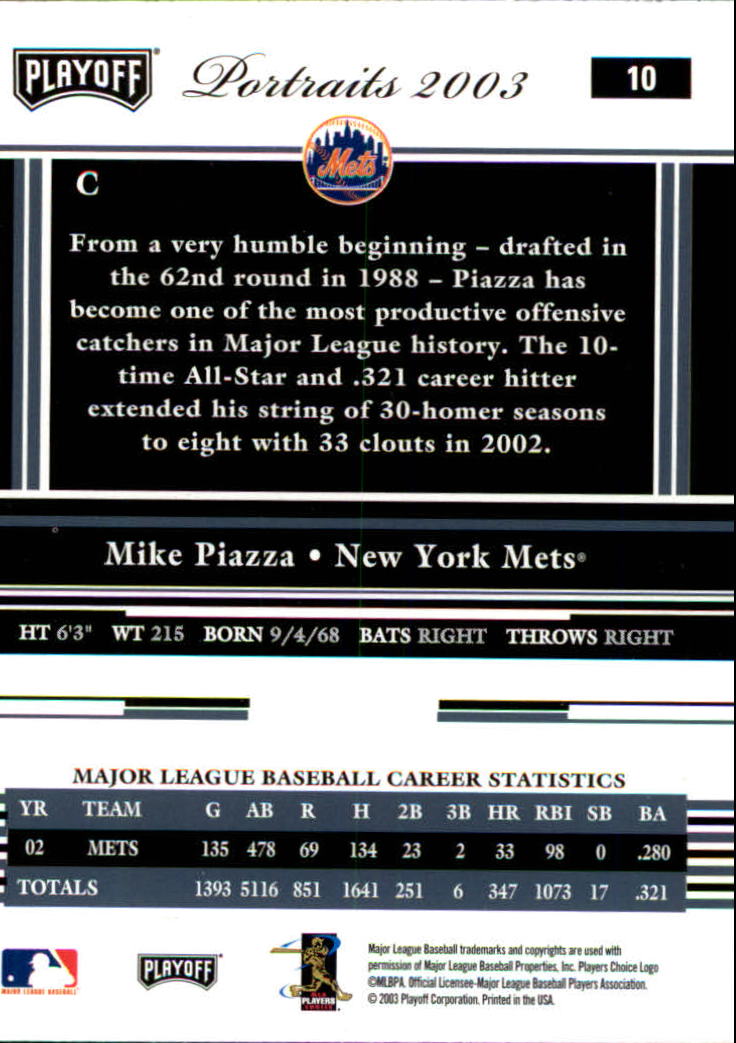 PLAYOFF® Portraits 2003 10
Mets
C
From a very humble beginning – drafted in
the 62nd round in 1988 – Piazza has
become one of the most productive offensive
catchers in Major League history. The 10-
time All-Star and .321 career hitter
extended his string of 30-homer seasons
to eight with 33 clouts in 2002.
Mike Piazza • New York Mets®
HT 6'3" WT 215 BORN 9/4/68 BATS RIGHT THROWS RIGHT
MAJOR LEAGUE BASEBALL CAREER STATISTICS
YR TEAM G AB R H 2B 3B HR RBI SB BA
02 METS 135 478 69 134 23 2 33 98 0 .280
TOTALS 1393 5116 851 1641 251 6 347 1073 17 .321
MAJOR LEAGUE BASEBALL
PLAYOFF
PLAYERS
CHOICE
Major League Baseball trademarks and copyrights are used with
permission of Major League Baseball Properties, Inc. Players Choice Logo
©MLBPA. Official Licensee-Major League Baseball Players Association.
© 2003 Playoff Corporation. Printed in the USA.